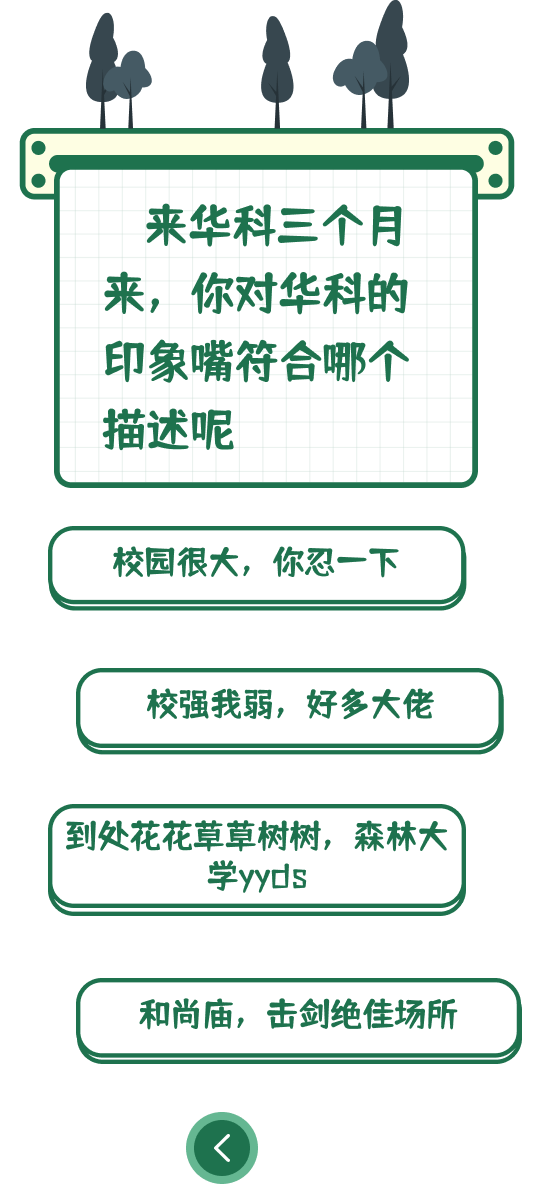 来华科三个月
来，你对华科的
印象嘴符合哪个
描述呢
校园很大，你忍一下
校强我弱，好多大佬
到处花花草草树树，森林大
学yyds
和尚庙，击剑绝佳场所